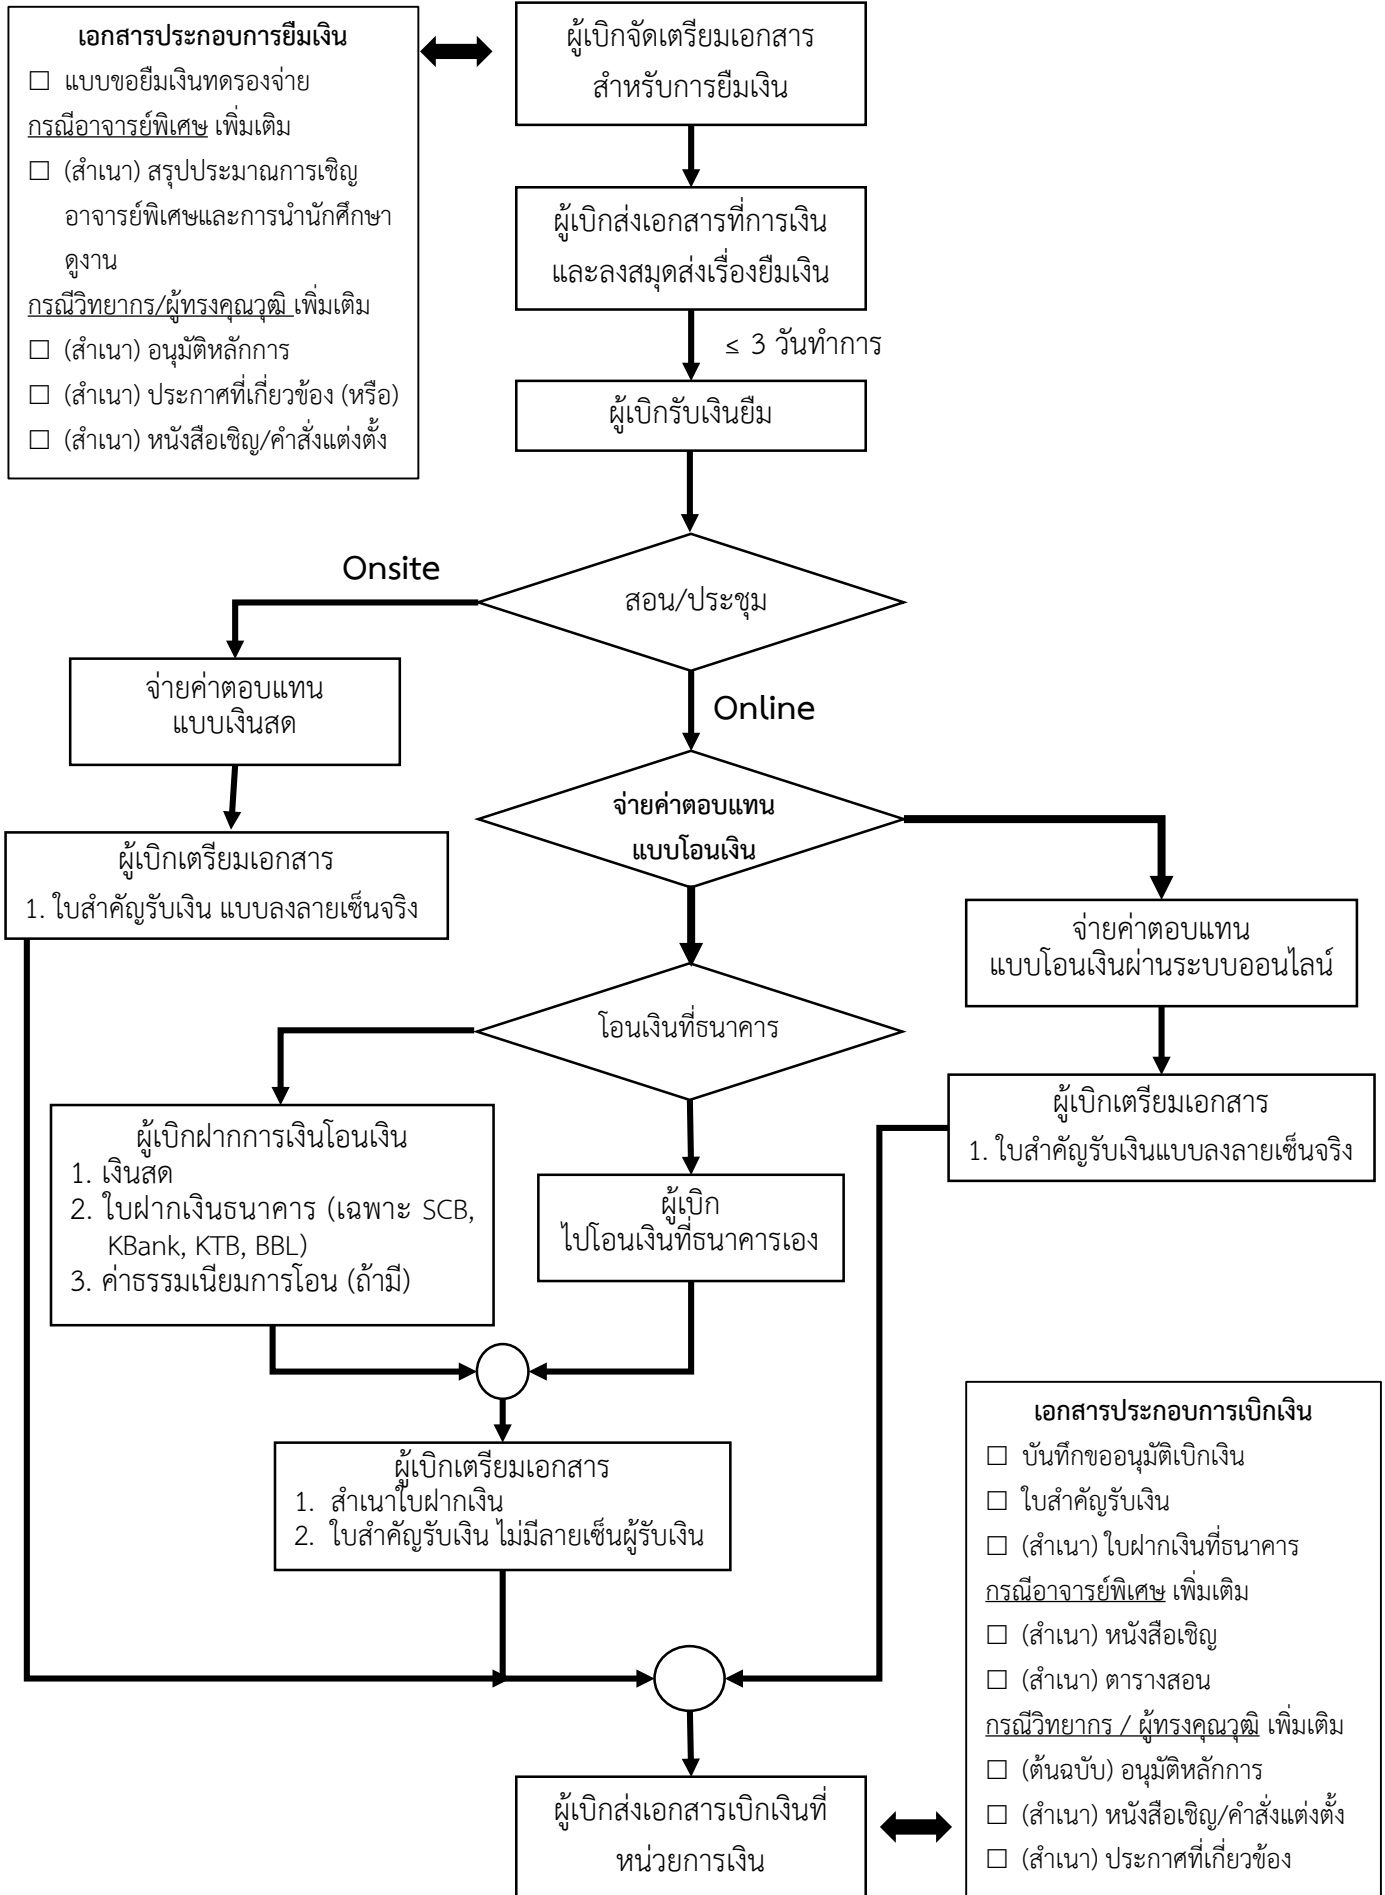 เอกสารประกอบการยืมเงิน
☐ แบบขอยืมเงินทดรองจ่าย
กรณีอาจารย์พิเศษ เพิ่มเติม
☐ (สำเนา) สรุปประมาณการเชิญ
อาจารย์พิเศษและการนำนักศึกษา
ดูงาน
กรณีวิทยากร/ผู้ทรงคุณวุฒิ เพิ่มเติม
☐ (สำเนา) อนุมัติหลักการ
☐ (สำเนา) ประกาศที่เกี่ยวข้อง (หรือ)
☐ (สำเนา) หนังสือเชิญ/คำสั่งแต่งตั้ง
ผู้เบิกจัดเตรียมเอกสาร
สำหรับการยืมเงิน
ผู้เบิกส่งเอกสารที่การเงิน
และลงสมุดส่งเรื่องยืมเงิน
≤ 3 วันทำการ
ผู้เบิกรับเงินยืม
สอน/ประชุม
Onsite
จ่ายค่าตอบแทน
แบบเงินสด
ผู้เบิกเตรียมเอกสาร
1. ใบสำคัญรับเงิน แบบลงลายเซ็นจริง
Online
จ่ายค่าตอบแทน
แบบโอนเงิน
จ่ายค่าตอบแทน
แบบโอนเงินผ่านระบบออนไลน์
ผู้เบิกเตรียมเอกสาร
1. ใบสำคัญรับเงินแบบลงลายเซ็นจริง
โอนเงินที่ธนาคาร
ผู้เบิกฝากการเงินโอนเงิน
1. เงินสด
2. ใบฝากเงินธนาคาร (เฉพาะ SCB,
KBank, KTB, BBL)
3. ค่าธรรมเนียมการโอน (ถ้ามี)
ผู้เบิก
ไปโอนเงินที่ธนาคารเอง
ผู้เบิกเตรียมเอกสาร
1. สำเนาใบฝากเงิน
2. ใบสำคัญรับเงิน ไม่มีลายเซ็นผู้รับเงิน
ผู้เบิกส่งเอกสารเบิกเงินที่
หน่วยการเงิน
เอกสารประกอบการเบิกเงิน
☐ บันทึกขออนุมัติเบิกเงิน
☐ ใบสำคัญรับเงิน
☐ (สำเนา) ใบฝากเงินที่ธนาคาร
กรณีอาจารย์พิเศษ เพิ่มเติม
☐ (สำเนา) หนังสือเชิญ
☐ (สำเนา) ตารางสอน
กรณีวิทยากร / ผู้ทรงคุณวุฒิ เพิ่มเติม
☐ (ต้นฉบับ) อนุมัติหลักการ
☐ (สำเนา) หนังสือเชิญ/คำสั่งแต่งตั้ง
☐ (สำเนา) ประกาศที่เกี่ยวข้อง